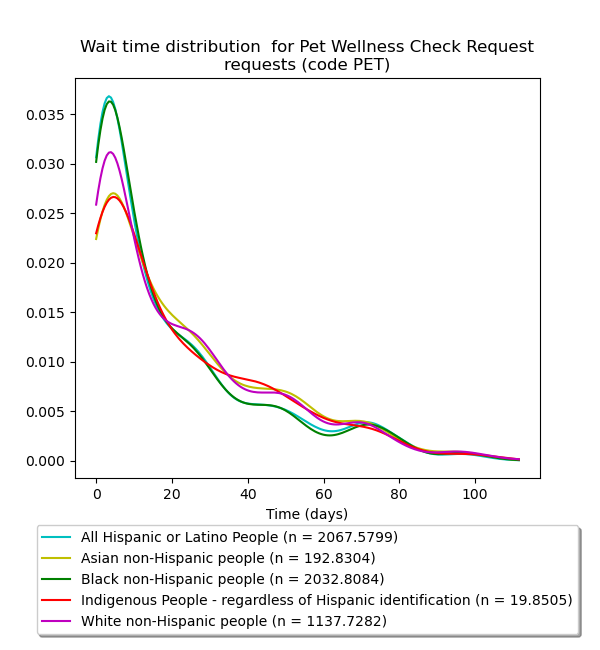 Wait time distribution  for Pet Wellness Check Request
requests (code PET)
0.035
0.030
0.025
0.020
0.015
0.010
0.005
0.000
0 20 40 60 80 100
Time (days)
All Hispanic or Latino People (n = 2067.5799)
Asian non-Hispanic people (n = 192.8304)
Black non-Hispanic people (n = 2032.8084)
Indigenous People - regardless of Hispanic identification (n = 19.8505)
White non-Hispanic people (n = 1137.7282)